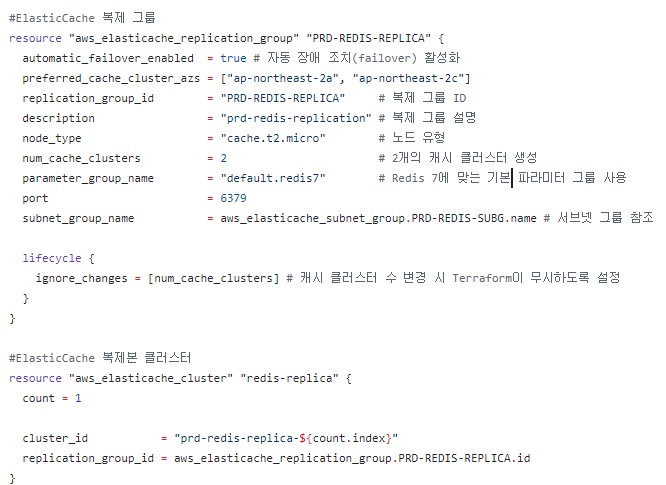 #ElasticCache 복제 그룹
resource "aws_elasticache_replication_group" "PRD-REDIS-REPLICA" {
  automatic_failover_enabled  = true # 자동 장애 조치(failover) 활성화
  preferred_cache_cluster_azs = ["ap-northeast-2a", "ap-northeast-2c"]
  replication_group_id        = "PRD-REDIS-REPLICA"     # 복제 그룹 ID
  description                 = "prd-redis-replication" # 복제 그룹 설명
  node_type                   = "cache.t2.micro"        # 노드 유형
  num_cache_clusters          = 2                       # 2개의 캐시 클러스터 생성
  parameter_group_name        = "default.redis7"        # Redis 7에 맞는 기본 파라미터 그룹 사용
  port                        = 6379
  subnet_group_name           = aws_elasticache_subnet_group.PRD-REDIS-SUBG.name # 서브넷 그룹 참조

  lifecycle {
    ignore_changes = [num_cache_clusters] # 캐시 클러스터 수 변경 시 Terraform이 무시하도록 설정
  }
}

#ElasticCache 복제본 클러스터
resource "aws_elasticache_cluster" "redis-replica" {
  count = 1

  cluster_id           = "prd-redis-replica-${count.index}"
  replication_group_id = aws_elasticache_replication_group.PRD-REDIS-REPLICA.id
}